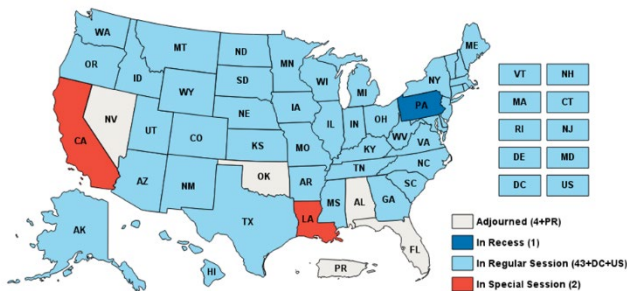 WA
MT
ND
MN
ME
OR
ID
SD
WI
NY
WY
MI
VT NH
IA
PA
NE
MA CT
NV
IL IN OH
UT
CO
RI NJ
CA
KS
MO
WV
KY
VA
DE MD
AZ
NM
OK
AR
TN
NC
DC US
SC
MS
AL
GA
TX
LA
AK
FL
HI
PR
Adjourned (4+PR)
In Recess (1)
In Regular Session (43+DC+US)
In Special Session (2)